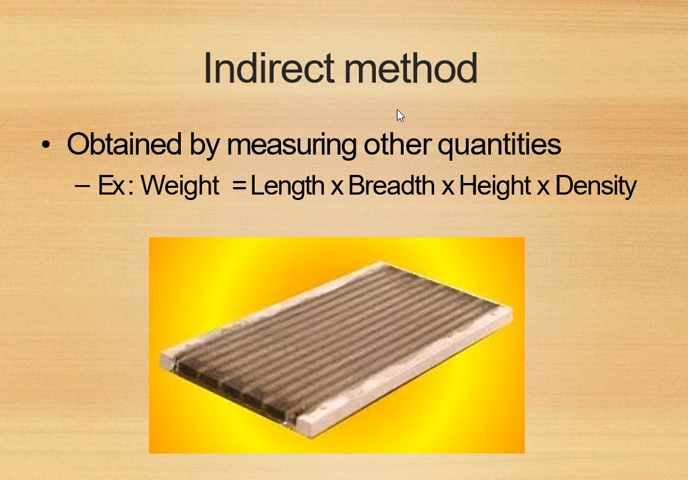 Indirect method
• Obtained by measuring other quantities
– Ex: Weight = Length x Breadth x Height x Density